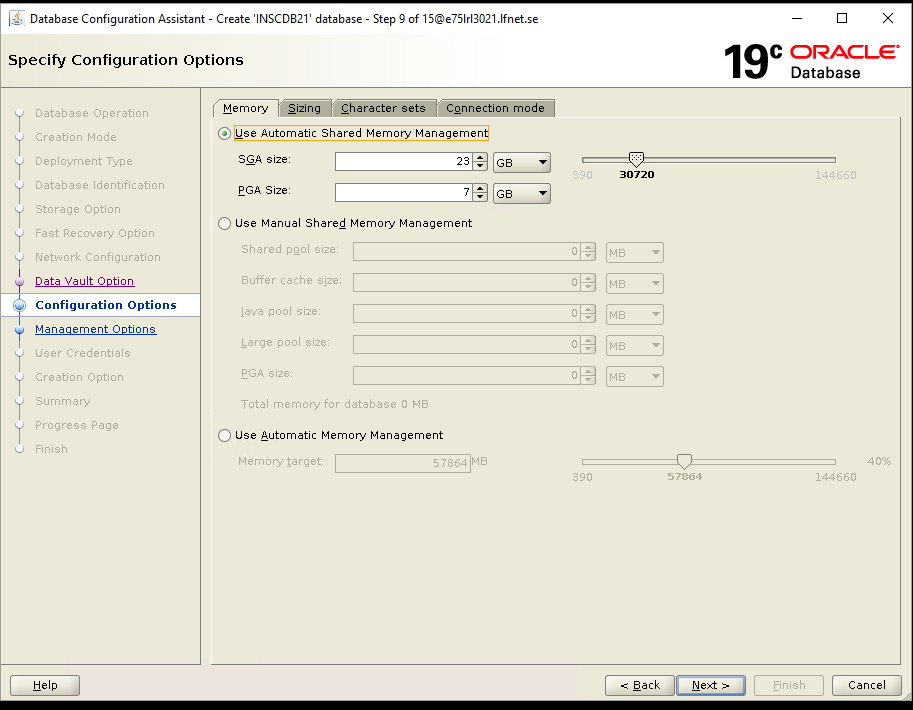 Database Configuration Assistant - Create 'INSCDB21' database - Step 9 of 15@e75lrl3021.lfnet.se
Specify Configuration Options
19c ORACLE Database
Database Operation
Creation Mode
Deployment Type
Database Identification
Storage Option
Fast Recovery Option
Network Configuration
Data Vault Option
Configuration Options
Management Options
User Credentials
Creation Option
Summary
Progress Page
Finish
Memory Sizing Character sets Connection mode
Use Automatic Shared Memory Management
SGA size: 23 GB
390 30720 144660
PGA Size: 7 GB
Use Manual Shared Memory Management
Shared pool size: 0 MB
Buffer cache size: 0 MB
Java pool size: 0 MB
Large pool size: 0 MB
PGA size: 0 MB
Total memory for database 0 MB
Use Automatic Memory Management
Memory target: 57864 MB 40%
390 57864 144660
Help < Back Next > Finish Cancel